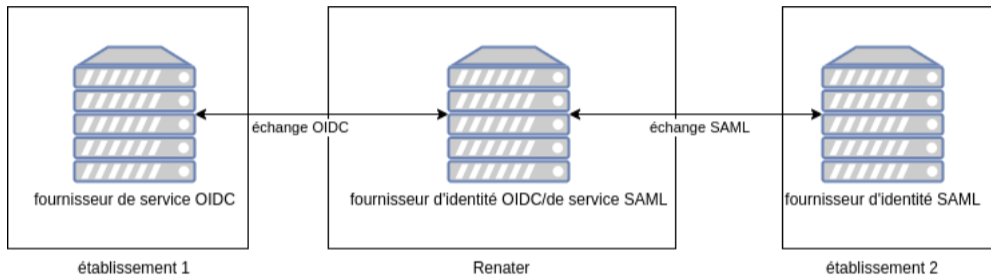 échange OIDC
échange SAML
fournisseur de service OIDC
fournisseur d'identité OIDC/de service SAML
fournisseur d'identité SAML
établissement 1
Renater
établissement 2